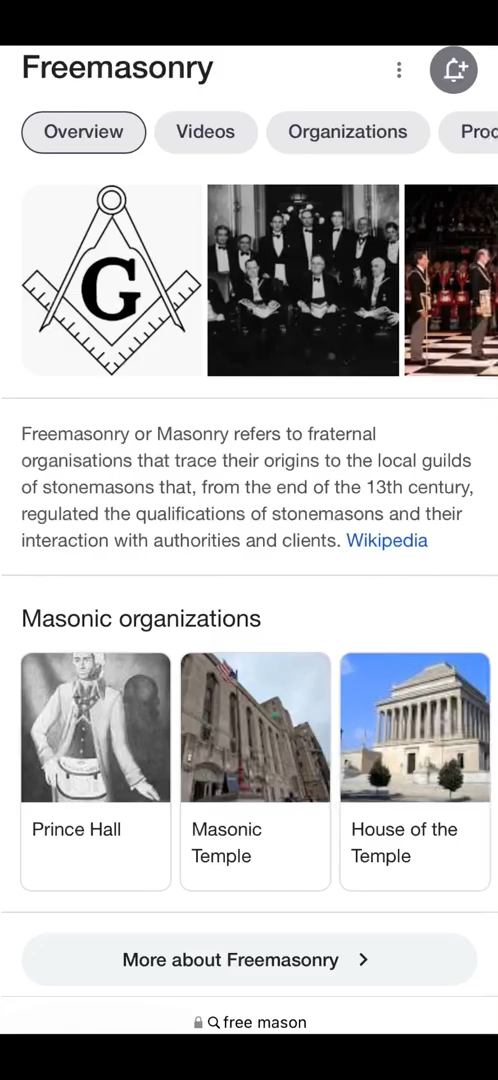 Freemasonry
Overview
Videos
Organizations
G
Freemasonry or Masonry refers to fraternal
organisations that trace their origins to the local guilds
of stonemasons that, from the end of the 13th century,
regulated the qualifications of stonemasons and their
interaction with authorities and clients. Wikipedia
Masonic organizations
Prince Hall
Masonic
Temple
House of the
Temple
More about Freemasonry
free mason